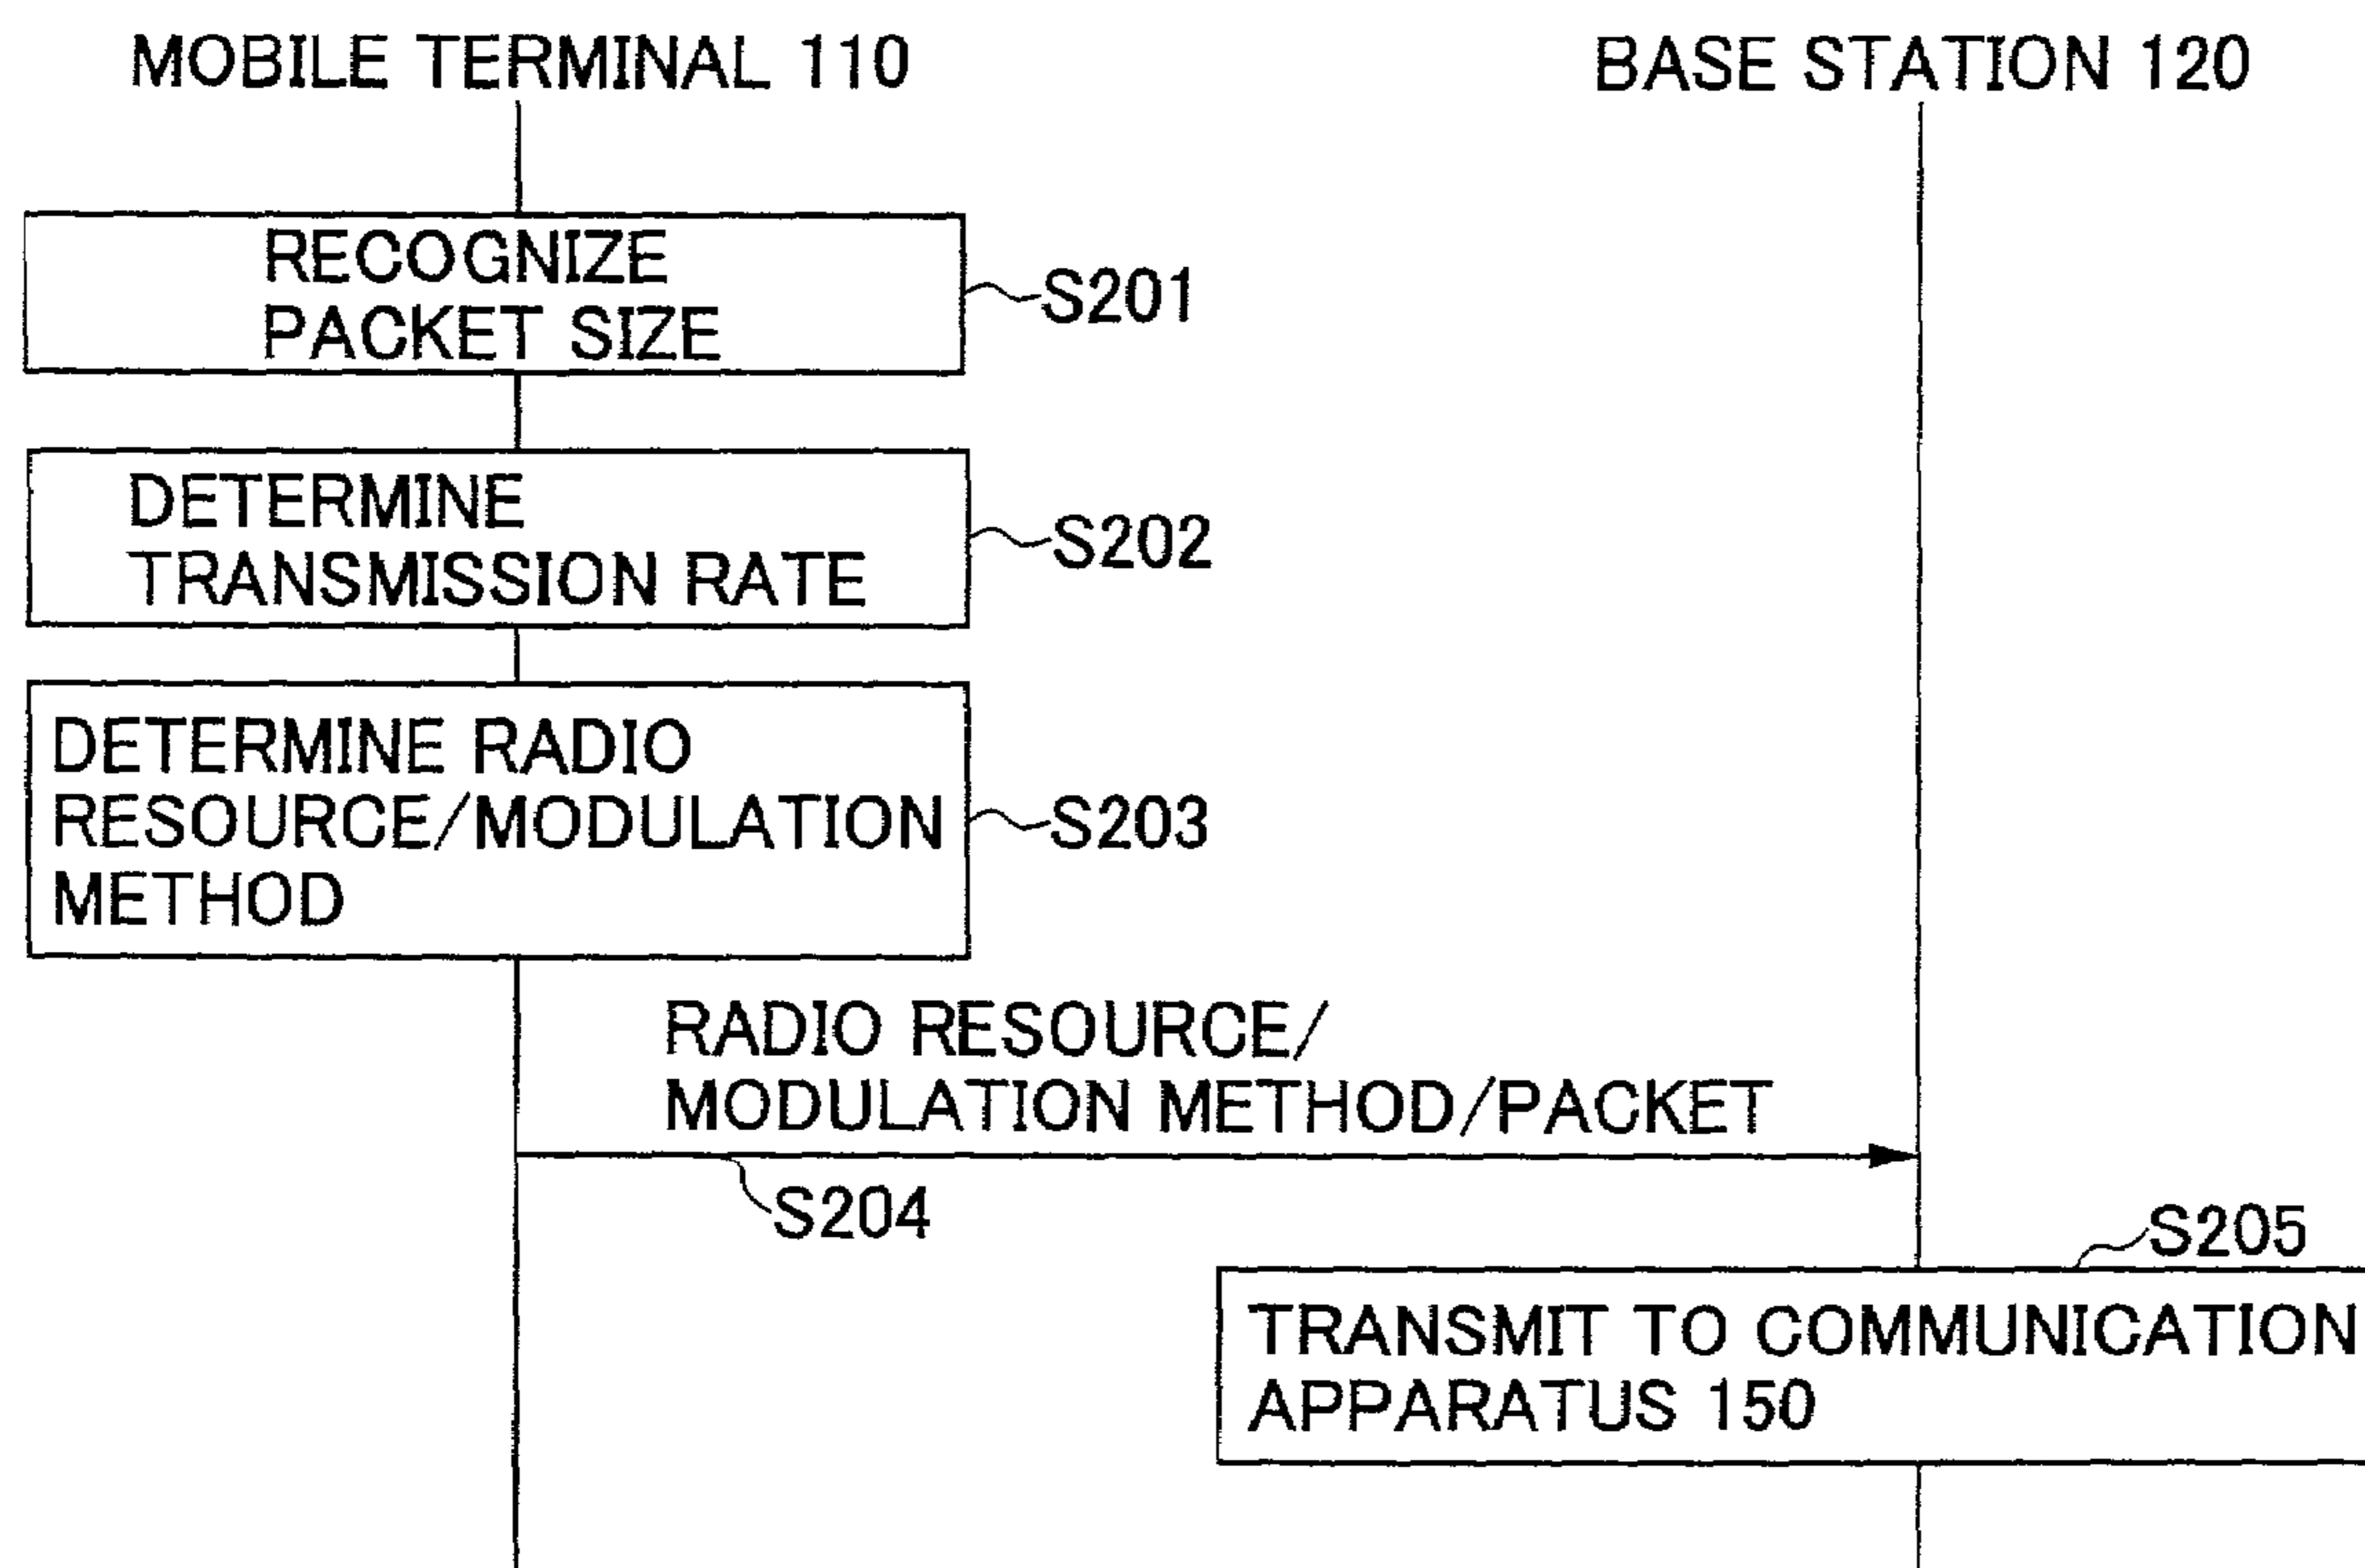 MOBILE TERMINAL 110
BASE STATION 120
RECOGNIZE
PACKET SIZE
S201
DETERMINE
TRANSMISSION RATE
S202
DETERMINE RADIO
RESOURCE/MODULATION
METHOD
S203
RADIO RESOURCE/
MODULATION METHOD/PACKET
S204
S205
TRANSMIT TO COMMUNICATION
APPARATUS 150